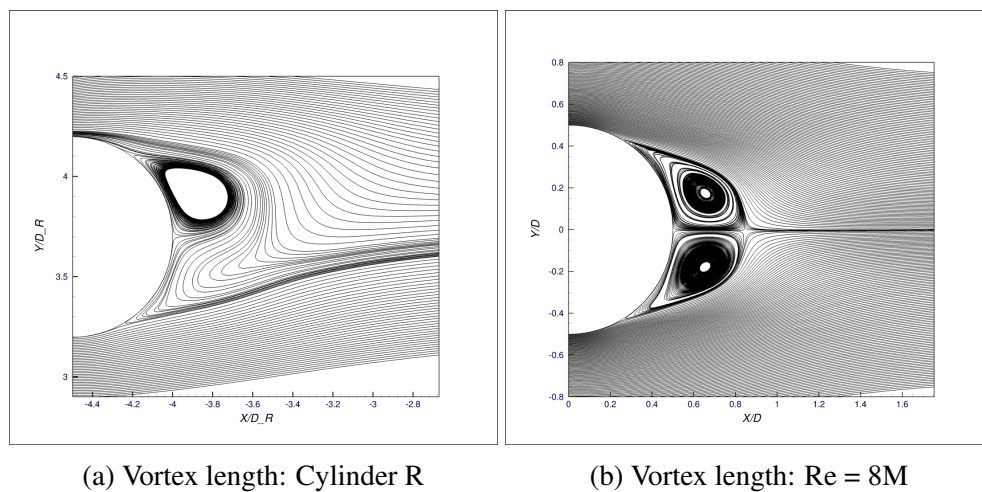 4.5
4
3.5
3
Y/D_R
-4.4 -4.2 -4 -3.8 -3.6 -3.4 -3.2 -3 -2.8
X/D_R
0.8
0.6
0.4
0.2
0
-0.2
-0.4
-0.6
-0.8
Y/D
0 0.2 0.4 0.6 0.8 1 1.2 1.4 1.6
X/D
(a) Vortex length: Cylinder R
(b) Vortex length: Re = 8M